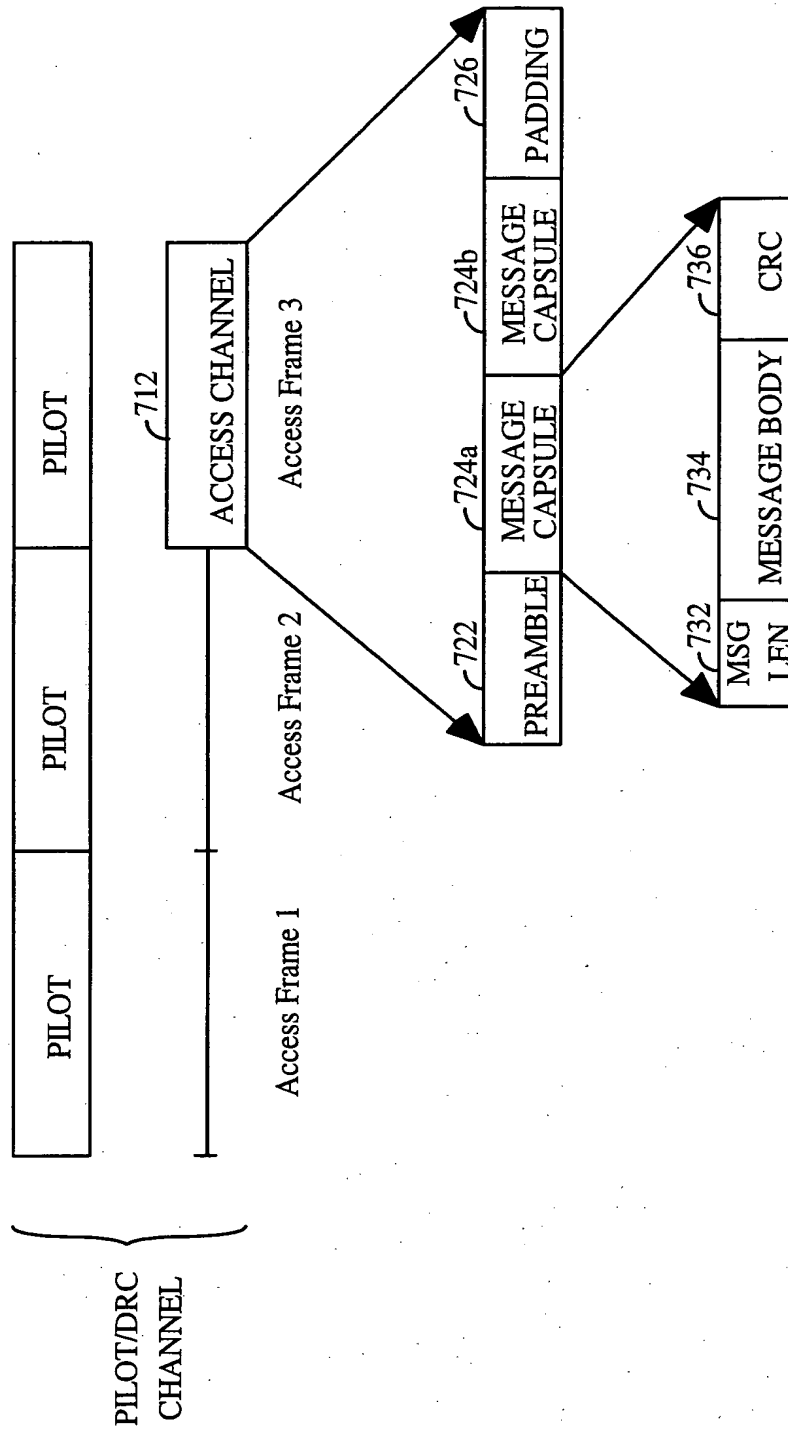 PILOT/DRC
CHANNEL
PILOT
PILOT
PILOT
712
ACCESS CHANNEL
Access Frame 1
Access Frame 2
Access Frame 3
722
724a
724b
726
PREAMBLE
MESSAGE
CAPSULE
MESSAGE
CAPSULE
PADDING
732
734
736
MSG
LEN
MESSAGE BODY
CRC